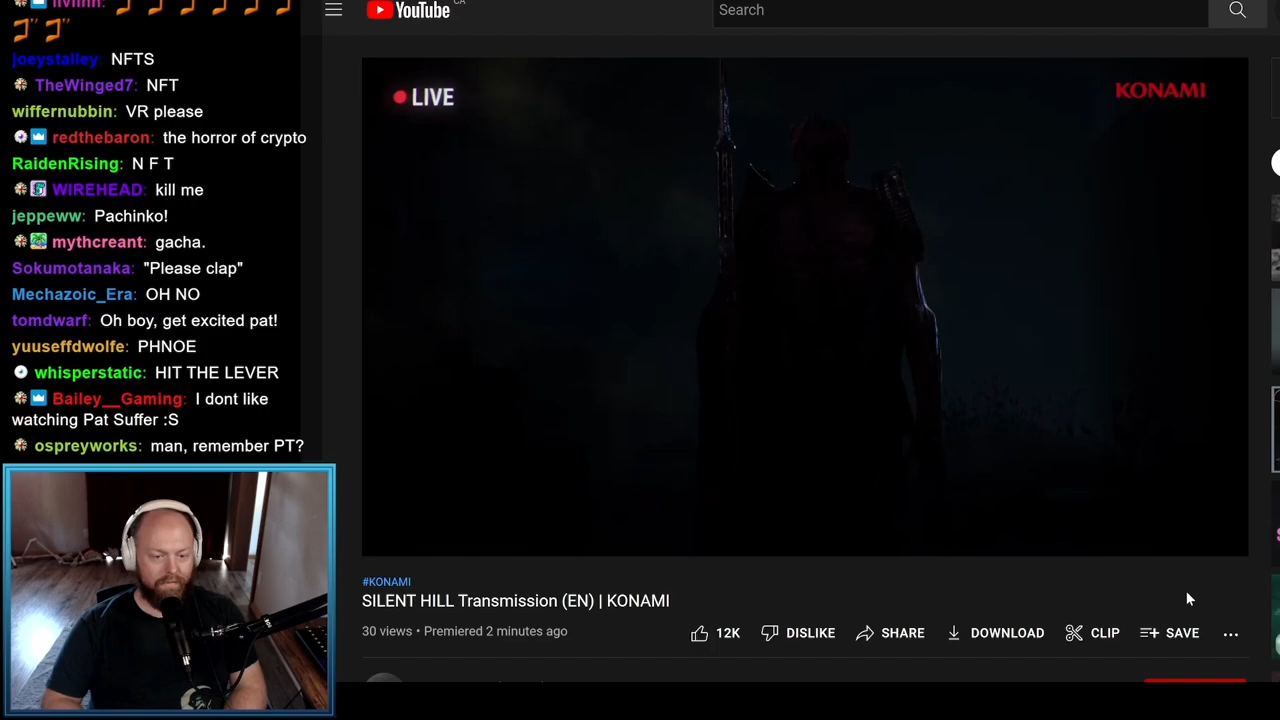 joeystalley: NFTS
TheWinged7: NFT
wiffernubbin: VR please
redthebaron: the horror of crypto
RaidenRising: N F T
WIREHEAD: kill me
jeppeww: Pachinko!
mythcreant: gacha.
Sokumotanaka: "Please clap"
Mechazoic_Era: OH NO
tomdwarf: Oh boy, get excited pat!
yuuseffdwolfe: PHNOE
whisperstatic: HIT THE LEVER
Bailey__Gaming: I dont like
watching Pat Suffer :S
ospreyworks: man, remember PT?
YouTube CA
Search
LIVE
KONAMI
#KONAMI
SILENT HILL Transmission (EN) | KONAMI
30 views • Premiered 2 minutes ago
12K DISLIKE SHARE DOWNLOAD CLIP SAVE